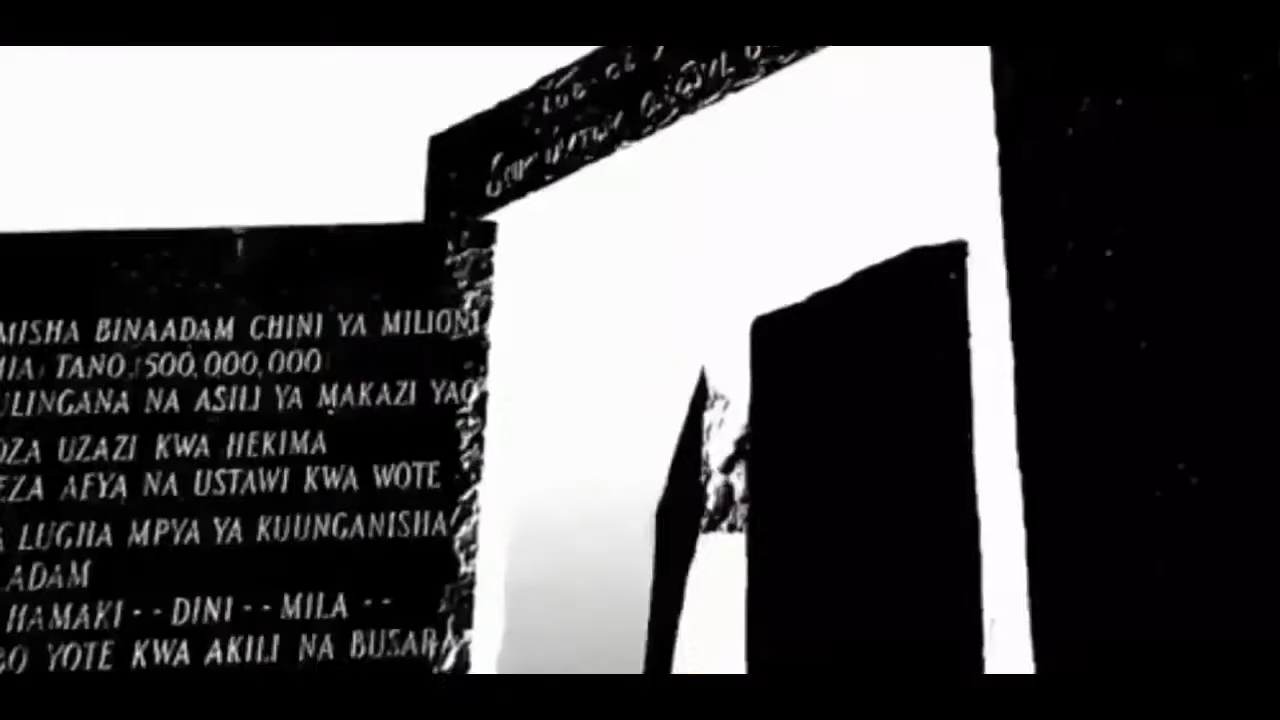 MISHA BINAADAM CHINI YA MILIONI
MIA TANO (500,000,000
ULINGANA NA ASILI YA MAKAZI YAO
OZA UZAZI KWA HEKIMA
EZA AFYA NA USTAWI KWA WOTE
A LUGHA MPYA YA KUUNGANISHA
ADAM
HAMAKI -- DINI -- MILA --
BO YOTE KWA AKILI NA BUSARA